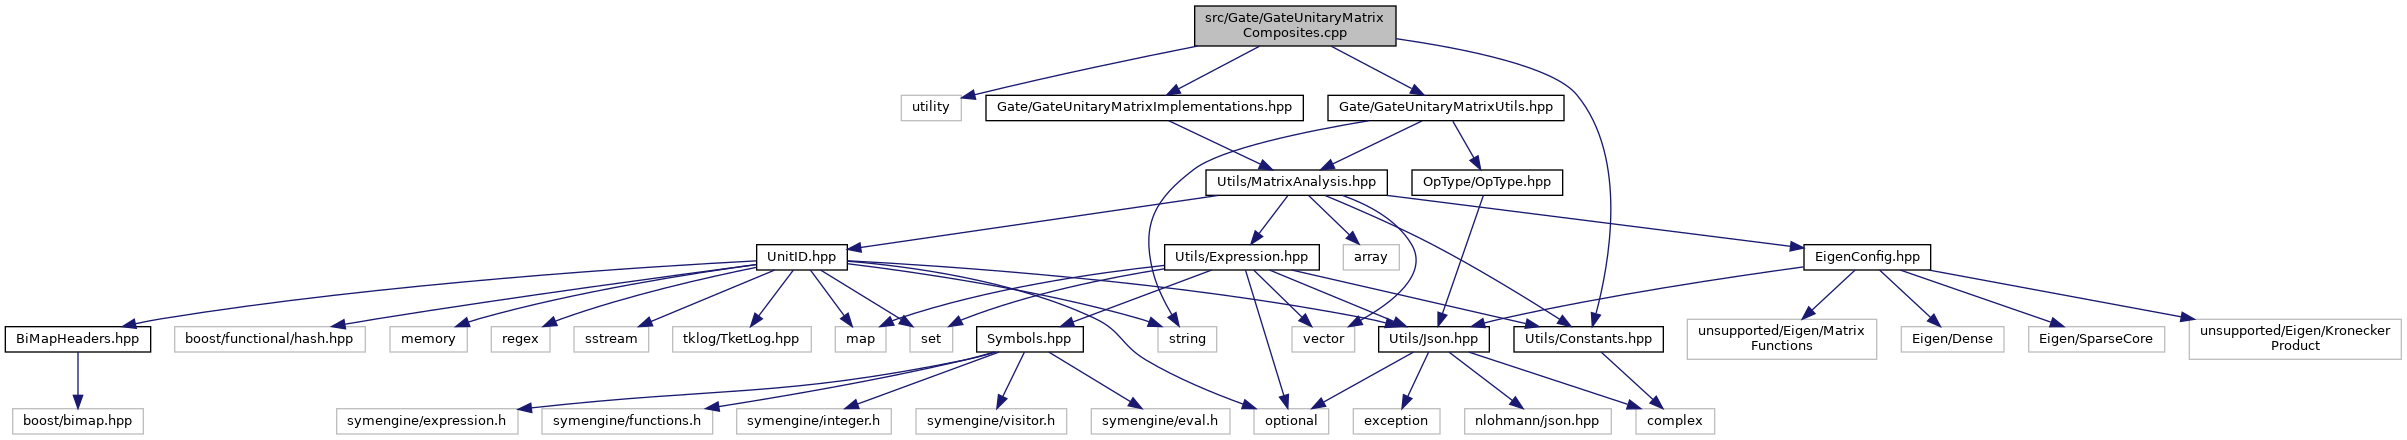 src/Gate/GateUnitaryMatrix
Composites.cpp
utility
Gate/GateUnitaryMatrixImplementations.hpp
Gate/GateUnitaryMatrixUtils.hpp
Utils/MatrixAnalysis.hpp
OpType/OpType.hpp
UnitID.hpp
Utils/Expression.hpp
array
EigenConfig.hpp
BiMapHeaders.hpp
boost/functional/hash.hpp
memory
regex
sstream
tklog/TketLog.hpp
map
set
Symbols.hpp
string
vector
Utils/Json.hpp
Utils/Constants.hpp
unsupported/Eigen/Matrix
Functions
Eigen/Dense
Eigen/SparseCore
unsupported/Eigen/Kronecker
Product
boost/bimap.hpp
symengine/expression.h
symengine/functions.h
symengine/integer.h
symengine/visitor.h
symengine/eval.h
optional
exception
nlohmann/json.hpp
complex